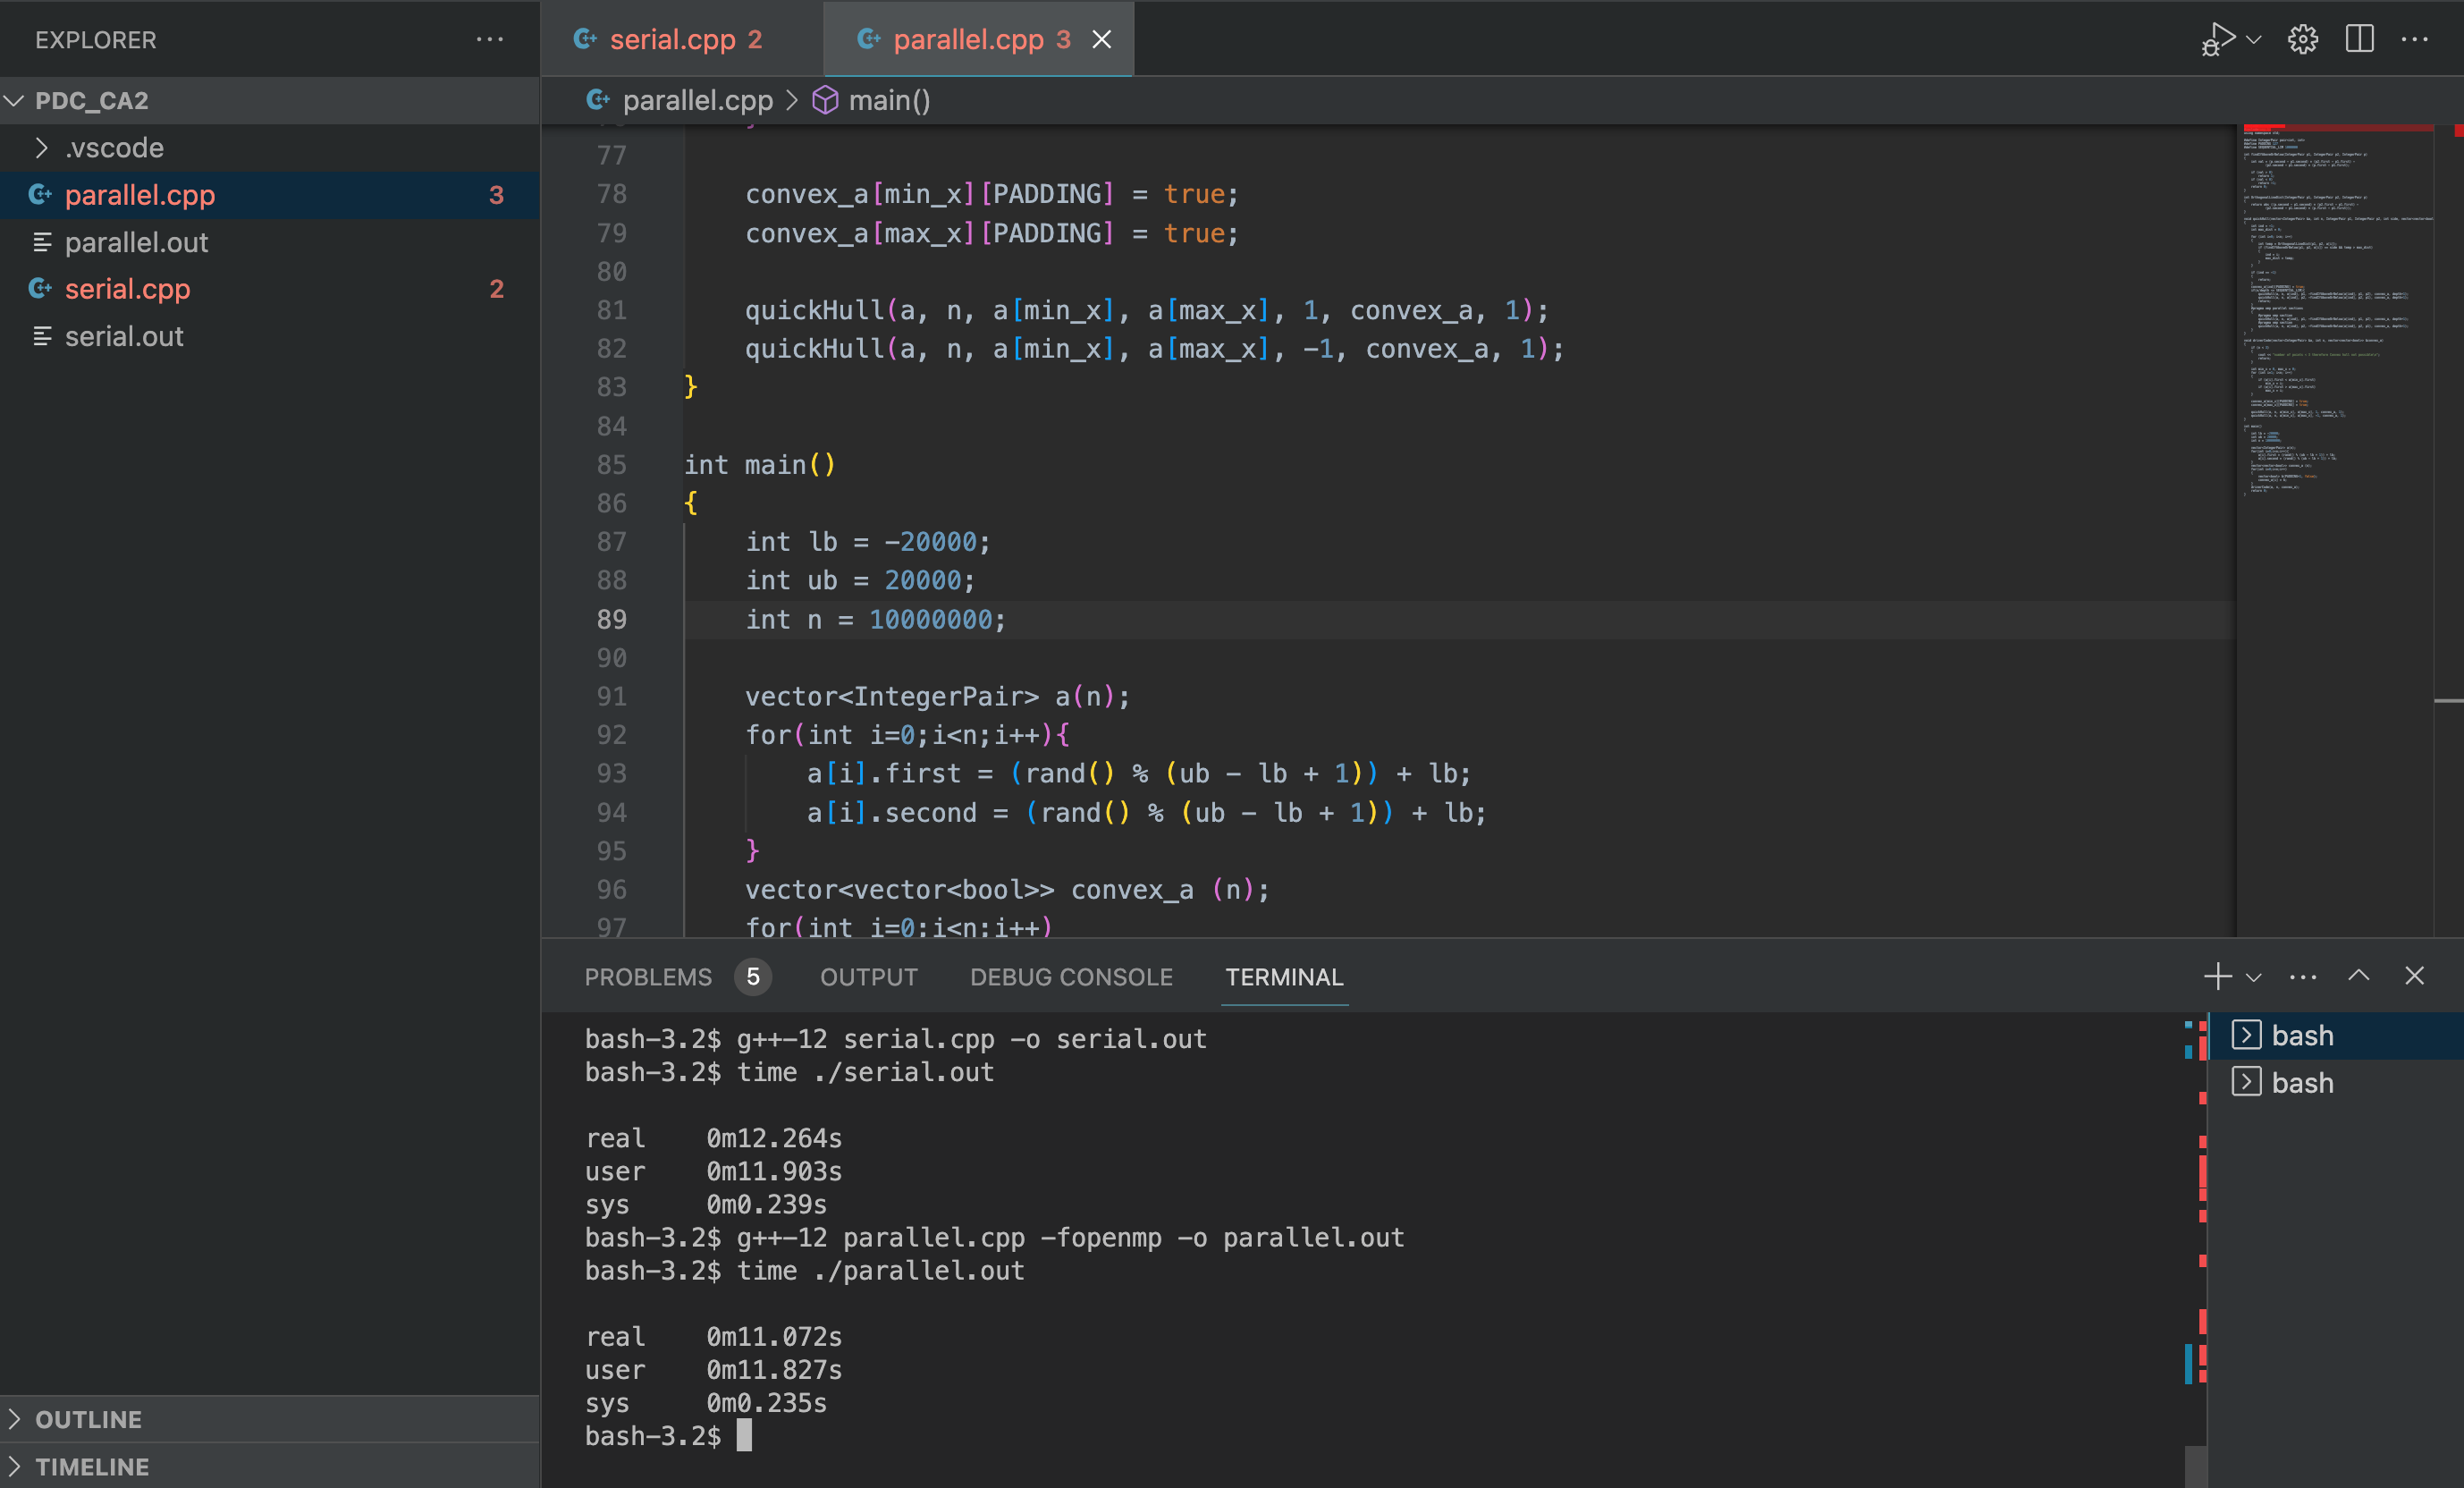 EXPLORER
PDC_CA2
.vscode
parallel.cpp 3
parallel.out
serial.cpp 2
serial.out
OUTLINE
TIMELINE
serial.cpp 2
parallel.cpp 3
parallel.cpp > main()
77
78 convex_a[min_x][PADDING] = true;
79 convex_a[max_x][PADDING] = true;
80
81 quickHull(a, n, a[min_x], a[max_x], 1, convex_a, 1);
82 quickHull(a, n, a[min_x], a[max_x], -1, convex_a, 1);
83 }
84
85 int main()
86 {
87 int lb = -20000;
88 int ub = 20000;
89 int n = 10000000;
90
91 vector<IntegerPair> a(n);
92 for(int i=0;i<n;i++){
93 a[i].first = (rand() % (ub - lb + 1)) + lb;
94 a[i].second = (rand() % (ub - lb + 1)) + lb;
95 }
96 vector<vector<bool>> convex_a (n);
97 for(int i=0;i<n;i++)
PROBLEMS 5 OUTPUT DEBUG CONSOLE TERMINAL
bash-3.2$ g++-12 serial.cpp -o serial.out
bash-3.2$ time ./serial.out
real 0m12.264s
user 0m11.903s
sys 0m0.239s
bash-3.2$ g++-12 parallel.cpp -fopenmp -o parallel.out
bash-3.2$ time ./parallel.out
real 0m11.072s
user 0m11.827s
sys 0m0.235s
bash-3.2$
bash
bash